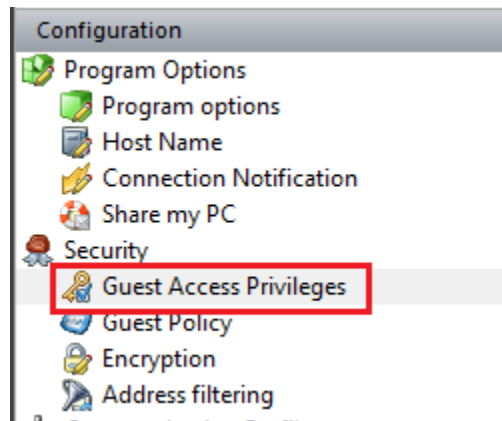 Configuration
Program Options
Program options
Host Name
Connection Notification
Share my PC
Security
Guest Access Privileges
Guest Policy
Encryption
Address filtering